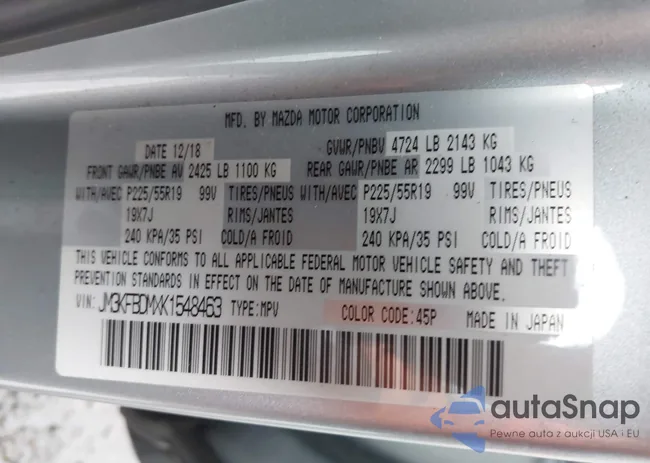 MFD. BY MAZDA MOTOR CORPORATION
DATE 12/18 GVWR/PNBV 4724 LB 2143 KG
FRONT GAWR/PNBE AV 2425 LB 1100 KG REAR GAWR/PNBE AR 2299 LB 1043 KG
WITH/AVEC P225/55R19 99V TIRES/PNEUS WITH/AVEC P225/55R19 99V TIRES/PNEUS
19X7J RIMS/JANTES 19X7J RIMS/JANTES
240 KPA/35 PSI COLD/A FROID 240 KPA/35 PSI COLD/A FROID
THIS VEHICLE CONFORMS TO ALL APPLICABLE FEDERAL MOTOR VEHICLE SAFETY AND THEFT
PREVENTION STANDARDS IN EFFECT ON THE DATE OF MANUFACTURE SHOWN ABOVE.
VIN: JM3KFBDMXK1548463 TYPE: MPV COLOR CODE: 45P MADE IN JAPAN
autaSnap
Pewne auta z aukcji USA i EU